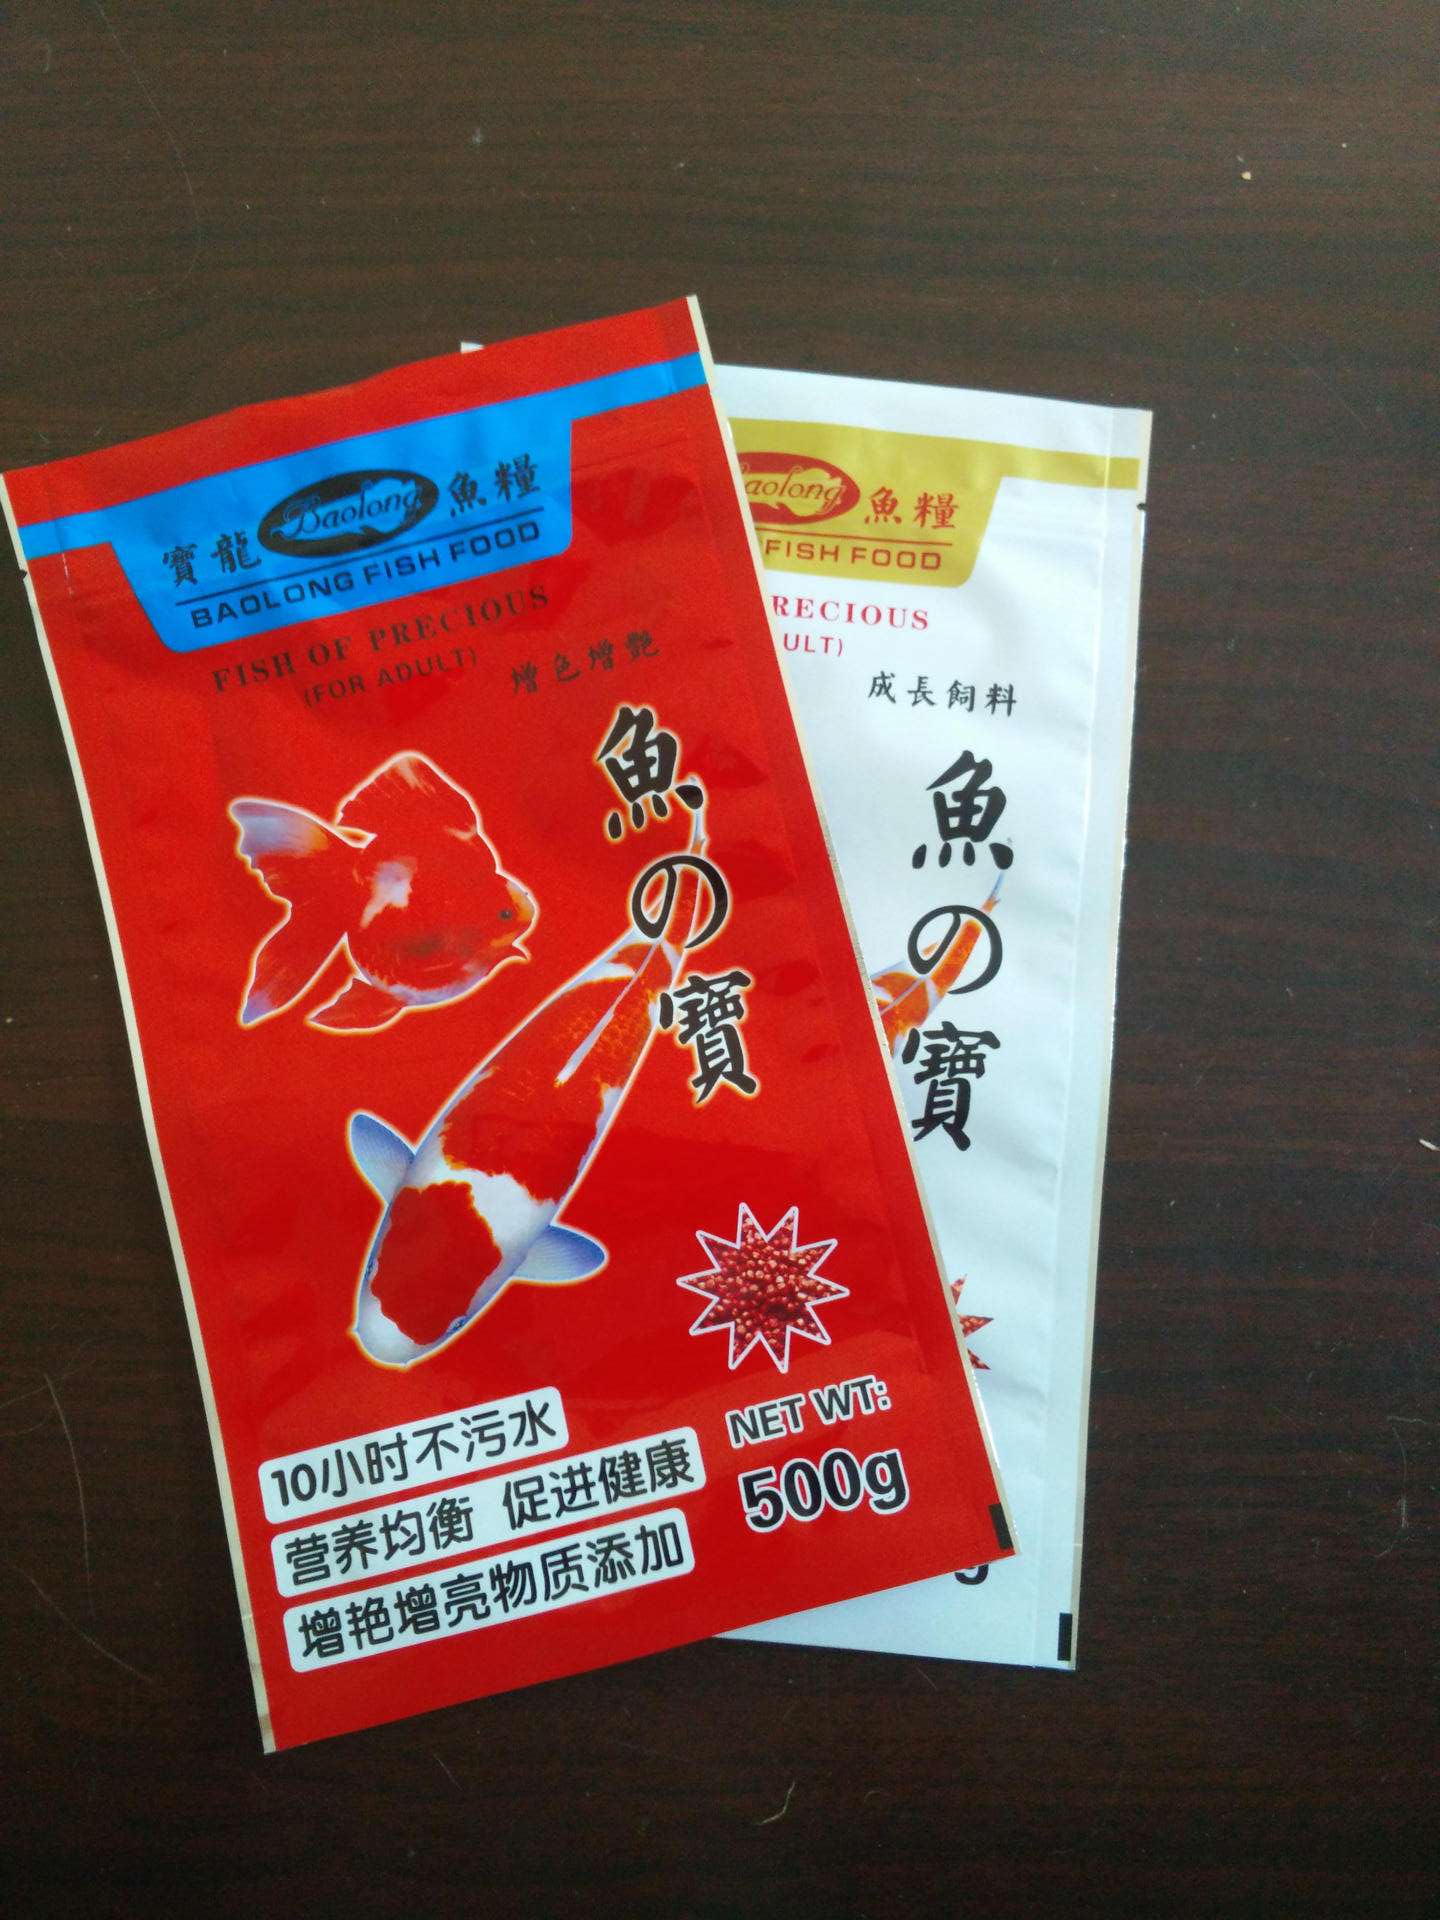 寶龍 Baolong 魚糧
BAOLONG FISH FOOD
FISH OF PRECIOUS
(FOR ADULT)
增色增艷
魚の寶
10小时不污水
营养均衡 促进健康
增艳增亮物质添加
NET WT:
500g
aolong 魚糧
FISH FOOD
RECIOUS
ULT)
成長飼料
魚の寶
g